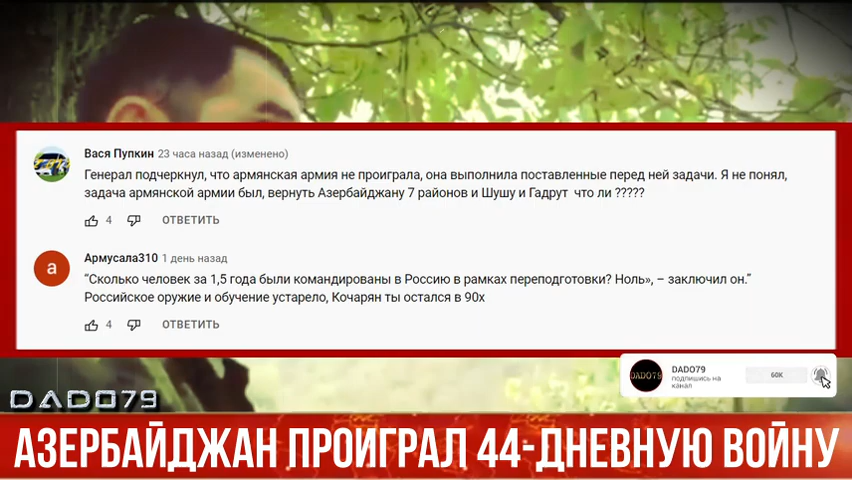 Вася Пупкин 23 часа назад (изменено)
Генерал подчеркнул, что армянская армия не проиграла, она выполнила поставленные перед ней задачи. Я не понял,
задача армянской армии был, вернуть Азербайджану 7 районов и Шушу и Гадрут что ли ?????
4 ОТВЕТИТЬ
a
Армусала310 1 день назад
“Сколько человек за 1,5 года были командированы в Россию в рамках переподготовки? Ноль», – заключил он.”
Российское оружие и обучение устарело, Кочарян ты остался в 90х
4 ОТВЕТИТЬ
DADO79
DADO79
подпишись на
канал
60K
DADO79
АЗЕРБАЙДЖАН ПРОИГРАЛ 44-ДНЕВНУЮ ВОЙНУ